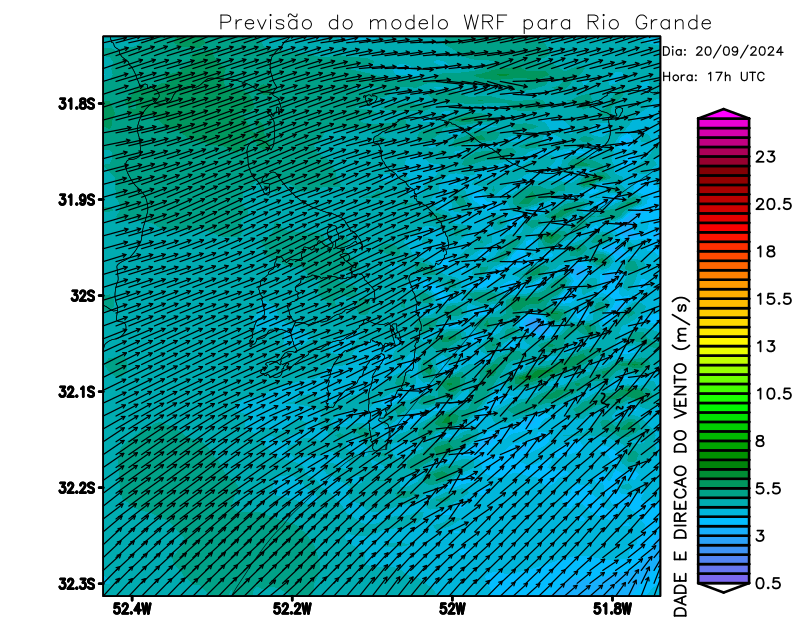 Previsão do modelo WRF para Rio Grande
Dia: 20/09/2024
Hora: 17h UTC
31.8S
31.9S
32S
32.1S
32.2S
32.3S
52.4W
52.2W
52W
51.8W
23
20.5
18
15.5
13
10.5
8
5.5
3
0.5
DADE E DIRECAO DO VENTO (m/s)